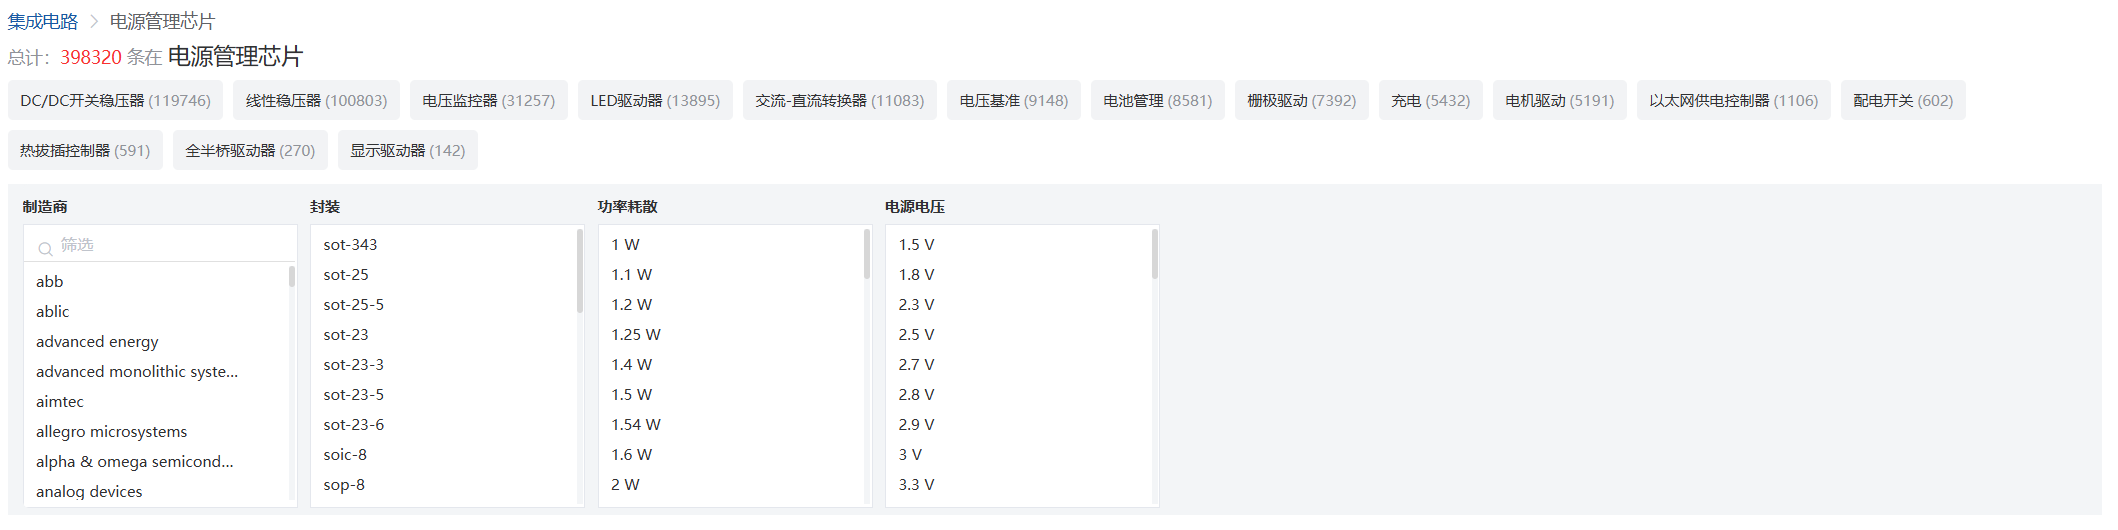 集成电路 > 电源管理芯片
总计: 398320 条在 电源管理芯片
DC/DC开关稳压器 (119746) 线性稳压器 (100803) 电压监控器 (31257) LED驱动器 (13895) 交流-直流转换器 (11083) 电压基准 (9148) 电池管理 (8581) 栅极驱动 (7392) 充电 (5432) 电机驱动 (5191) 以太网供电控制器 (1106) 配电开关 (602)
热拔插控制器 (591) 全半桥驱动器 (270) 显示驱动器 (142)
制造商
筛选
abb
ablic
advanced energy
advanced monolithic syste...
aimtec
allegro microsystems
alpha & omega semicond...
analog devices
封装
sot-343
sot-25
sot-25-5
sot-23
sot-23-3
sot-23-5
sot-23-6
soic-8
sop-8
功率耗散
1 W
1.1 W
1.2 W
1.25 W
1.4 W
1.5 W
1.54 W
1.6 W
2 W
电源电压
1.5 V
1.8 V
2.3 V
2.5 V
2.7 V
2.8 V
2.9 V
3 V
3.3 V